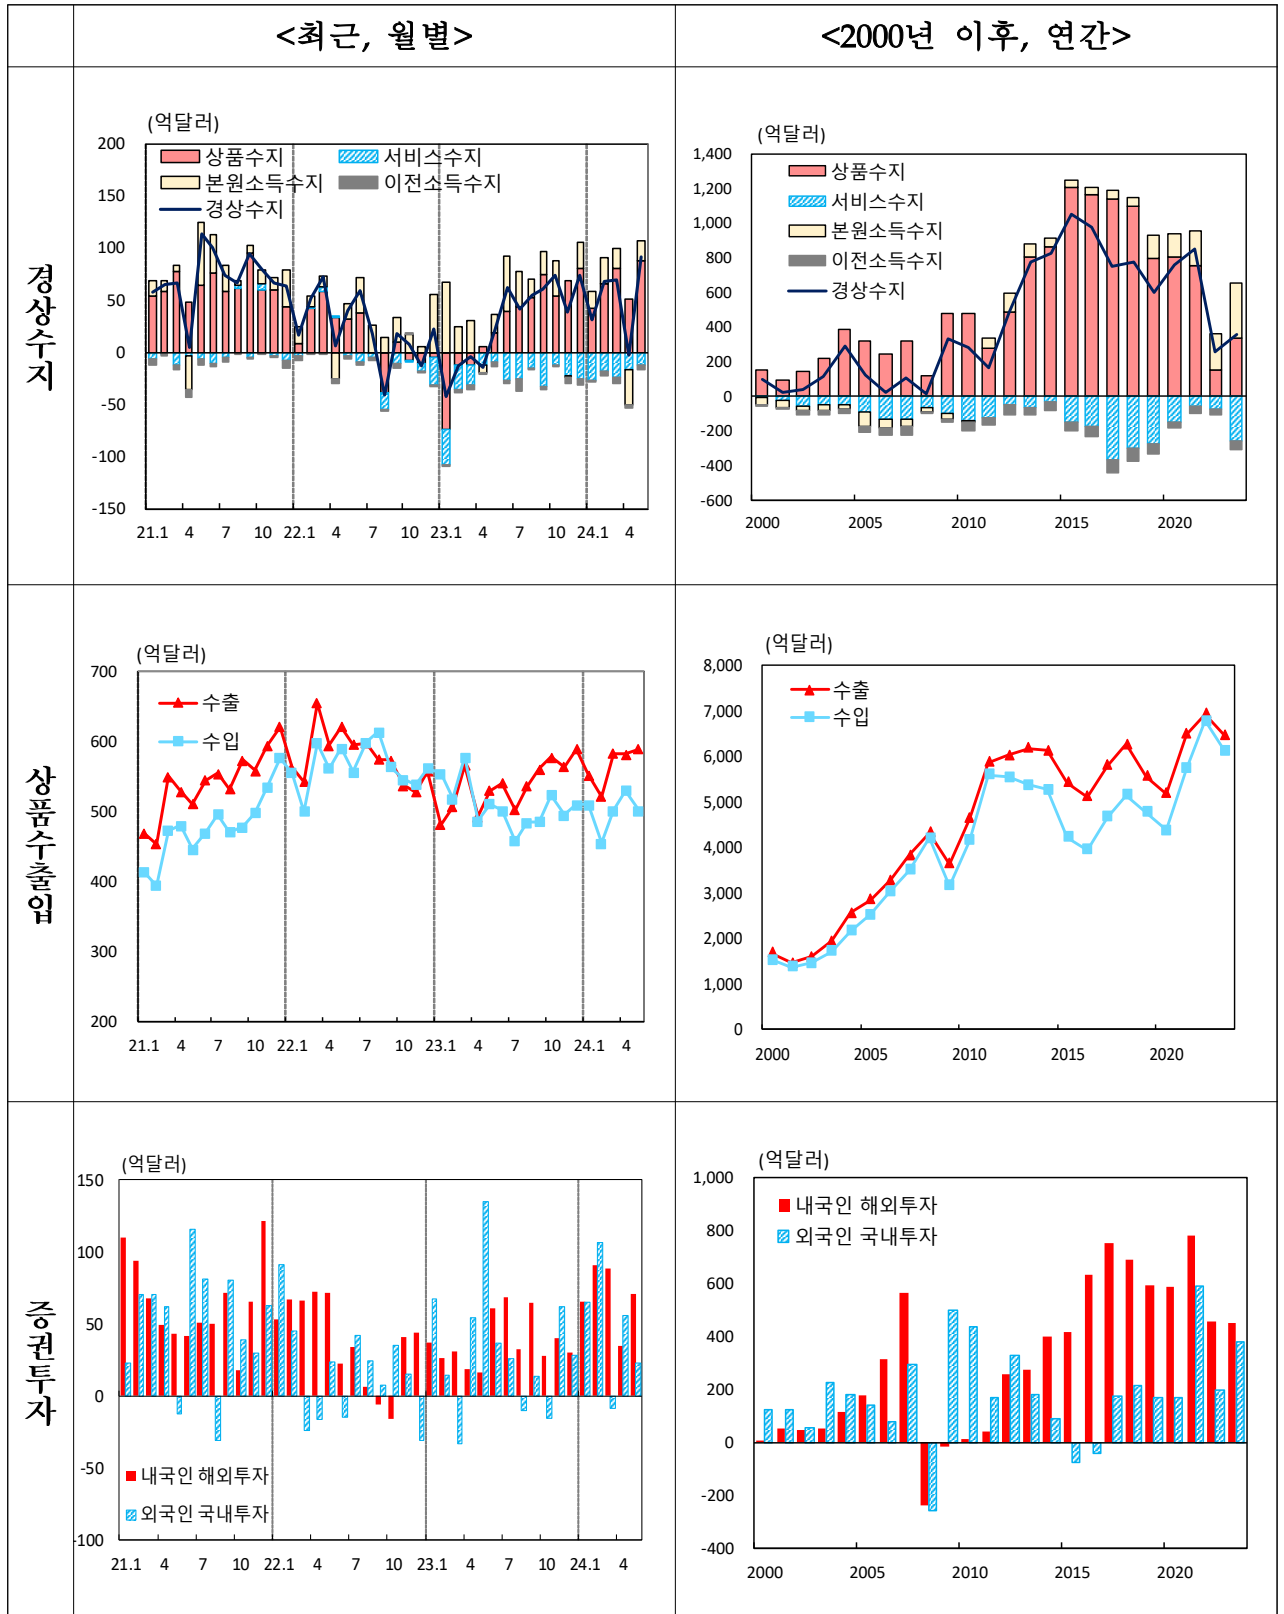 <최근, 월별>
<2000년 이후, 연간>
경상수지
(억달러)
200
150
100
50
0
-50
-100
-150
상품수지
서비스수지
본원소득수지
이전소득수지
경상수지
21.1 4 7 10 22.1 4 7 10 23.1 4 7 10 24.1 4
(억달러)
1,400
1,200
1,000
800
600
400
200
0
-200
-400
-600
상품수지
서비스수지
본원소득수지
이전소득수지
경상수지
2000 2005 2010 2015 2020
상품수출입
(억달러)
700
600
500
400
300
200
수출
수입
21.1 4 7 10 22.1 4 7 10 23.1 4 7 10 24.1 4
(억달러)
8,000
7,000
6,000
5,000
4,000
3,000
2,000
1,000
0
수출
수입
2000 2005 2010 2015 2020
증권투자
(억달러)
150
100
50
0
-50
-100
내국인 해외투자
외국인 국내투자
21.1 4 7 10 22.1 4 7 10 23.1 4 7 10 24.1 4
(억달러)
1,000
800
600
400
200
0
-200
-400
내국인 해외투자
외국인 국내투자
2000 2005 2010 2015 2020